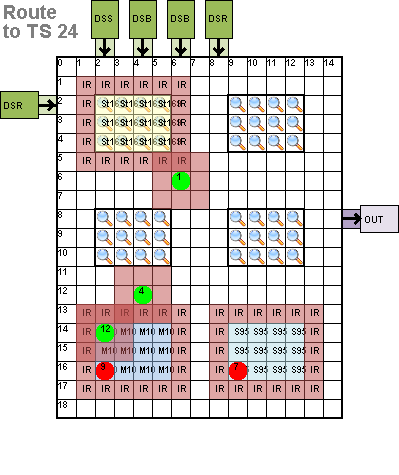 Route
to TS 24
DSS DSB DSB DSR
DSR
0 1 2 3 4 5 6 7 8 9 10 11 12 13 14
1 IR IR IR IR IR IR
2 IR St16 St16 St16 St16 IR
3 IR St16 St16 St16 St16 IR
4 IR St16 St16 St16 St16 IR
5 IR IR IR IR IR IR
6 1
7
8 OUT
9
10
11
12 4
13 IR IR IR IR IR IR IR IR IR IR IR IR
14 IR 12 M10 M10 M10 IR IR S95 S95 S95 S95 IR
15 IR M10 M10 M10 IR IR S95 S95 S95 S95 IR
16 IR M10 M10 M10 IR IR 7 S95 S95 S95 IR
17 IR IR IR IR IR IR IR IR IR IR IR IR
18